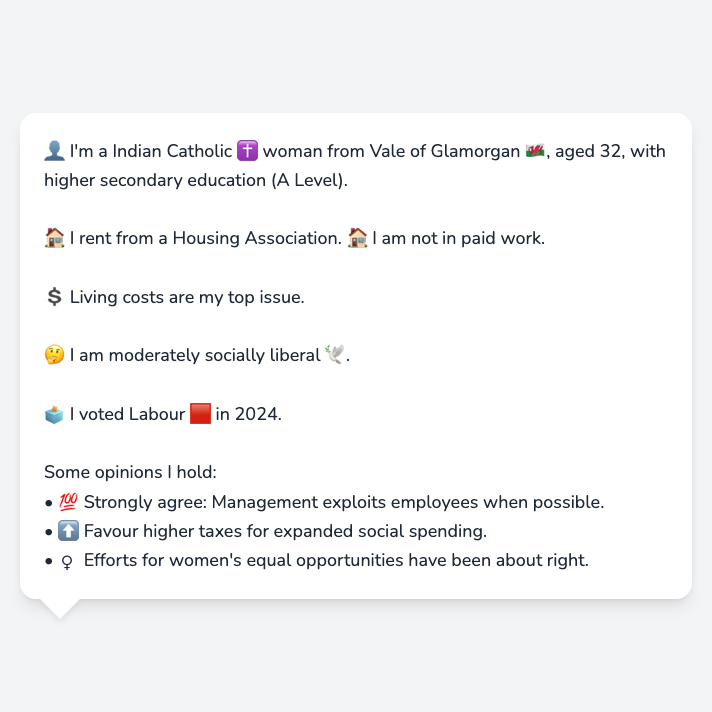 👤 I'm a Indian Catholic ✝️ woman from Vale of Glamorgan 🏴󠁧󠁢󠁷󠁬󠁳󠁿, aged 32, with
higher secondary education (A Level).
🏠 I rent from a Housing Association. 🏠 I am not in paid work.
💲 Living costs are my top issue.
🤔 I am moderately socially liberal 🕊️.
🗳️ I voted Labour 🟥 in 2024.
Some opinions I hold:
• 💯 Strongly agree: Management exploits employees when possible.
• ⬆️ Favour higher taxes for expanded social spending.
• ♀ Efforts for women's equal opportunities have been about right.